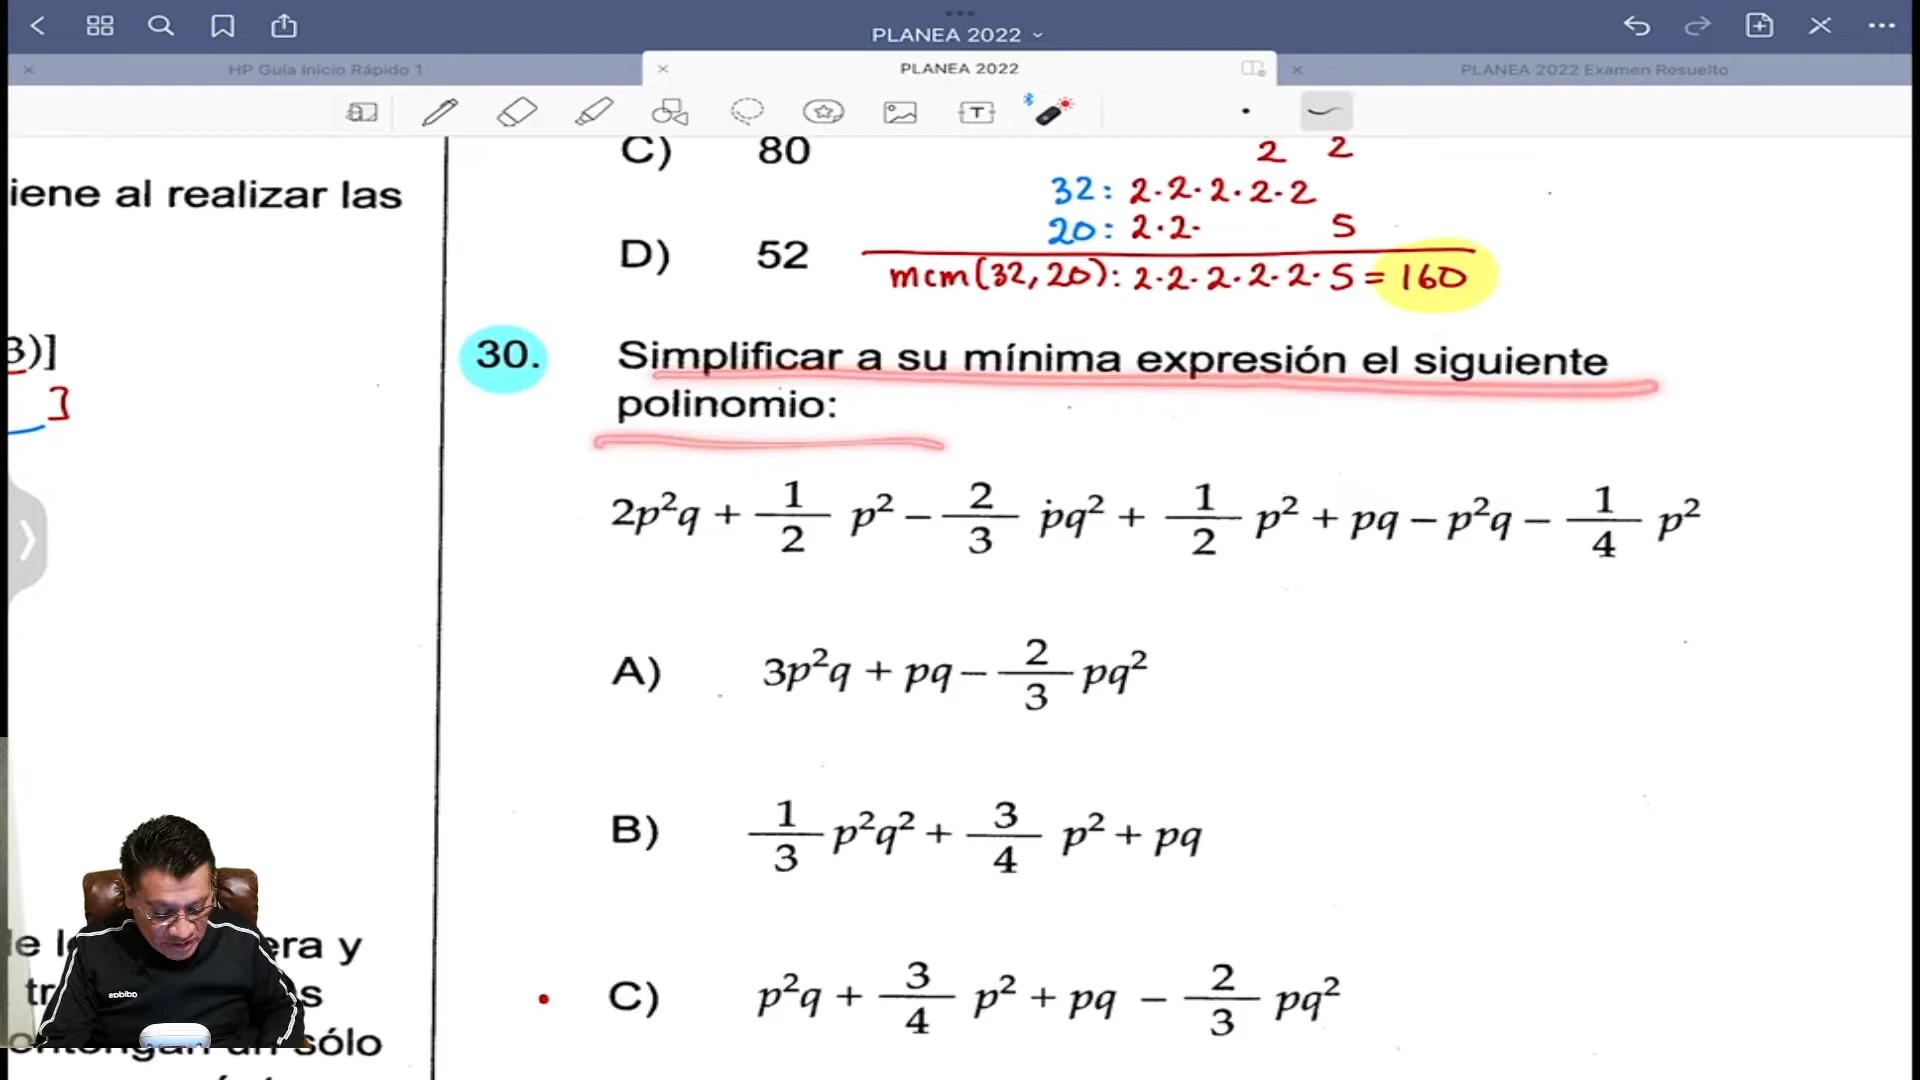 PLANEA 2022
HP Guía Inicio Rápido 1
PLANEA 2022
PLANEA 2022 Examen Resuelto
iene al realizar las
3)]
]
C) 80
2 2
32: 2·2·2·2·2
20: 2·2· 5
D) 52
mcm(32,20): 2·2·2·2·2·5 = 160
30. Simplificar a su mínima expresión el siguiente
polinomio:
2p²q + 1/2 p² − 2/3 pq² + 1/2 p² + pq − p²q − 1/4 p²
A) 3p²q + pq − 2/3 pq²
B) 1/3 p²q² + 3/4 p² + pq
C) p²q + 3/4 p² + pq − 2/3 pq²
era y
sólo
adidas